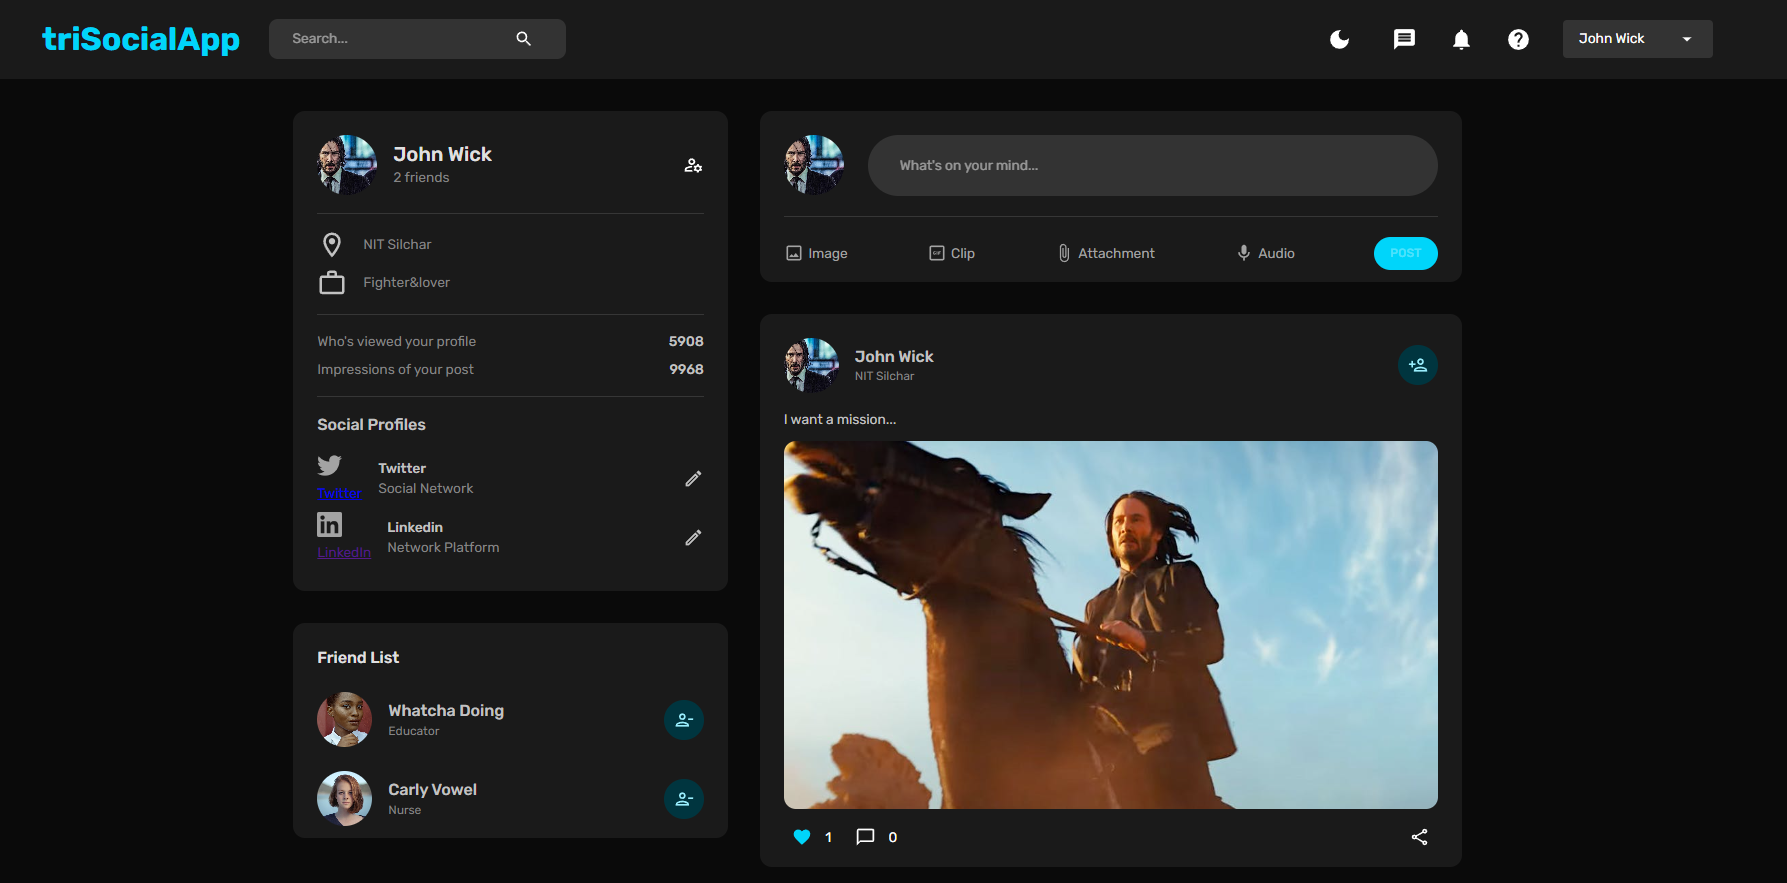 triSocialApp
Search...
John Wick
John Wick
2 friends
NIT Silchar
Fighter&lover
Who's viewed your profile 5908
Impressions of your post 9968
Social Profiles
Twitter
Social Network
Twitter
Linkedin
Network Platform
LinkedIn
Friend List
Whatcha Doing
Educator
Carly Vowel
Nurse
What's on your mind...
Image GIF Clip Attachment Audio POST
John Wick
NIT Silchar
I want a mission...
1 0